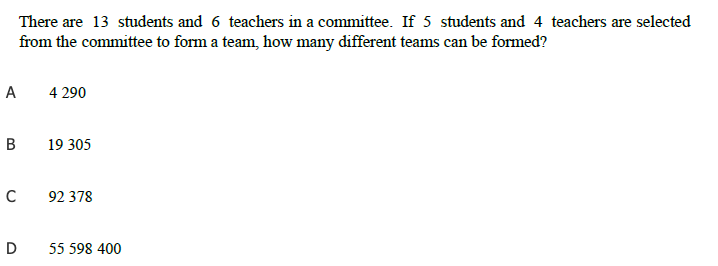 There are 13 students and 6 teachers in a committee. If 5 students and 4 teachers are selected
from the committee to form a team, how many different teams can be formed?
A 4 290
B 19 305
C 92 378
D 55 598 400